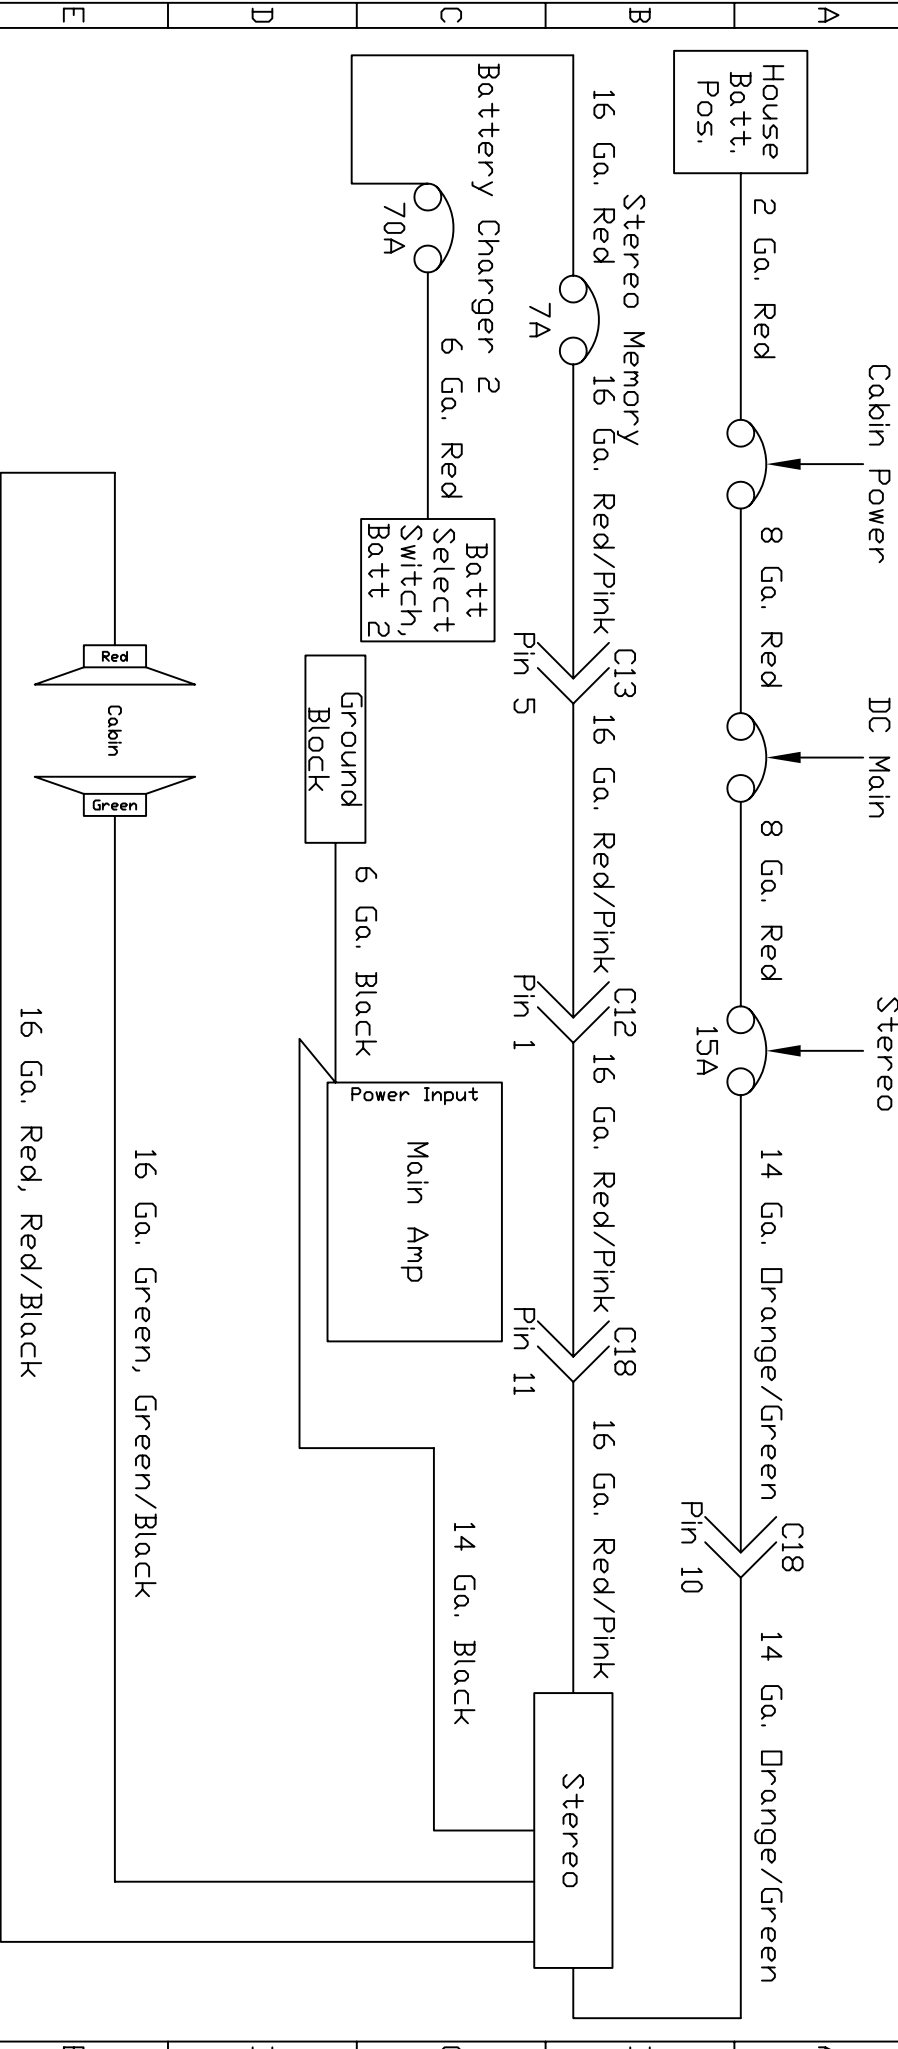 A
B
C
D
E
Cabin Power
DC Main
Stereo
House
Batt.
Pos.
2 Ga. Red
8 Ga. Red
8 Ga. Red
15A
14 Ga. Orange/Green
C18
Pin 10
14 Ga. Orange/Green
Stereo Memory
16 Ga. Red
7A
16 Ga. Red/Pink
C13
Pin 5
16 Ga. Red/Pink
C12
Pin 1
16 Ga. Red/Pink
C18
Pin 11
16 Ga. Red/Pink
Stereo
Battery Charger 2
70A
6 Ga. Red
Batt
Select
Switch,
Batt 2
Ground
Block
6 Ga. Black
Power Input
Main Amp
14 Ga. Black
Red
Cabin
Green
16 Ga. Green, Green/Black
16 Ga. Red, Red/Black